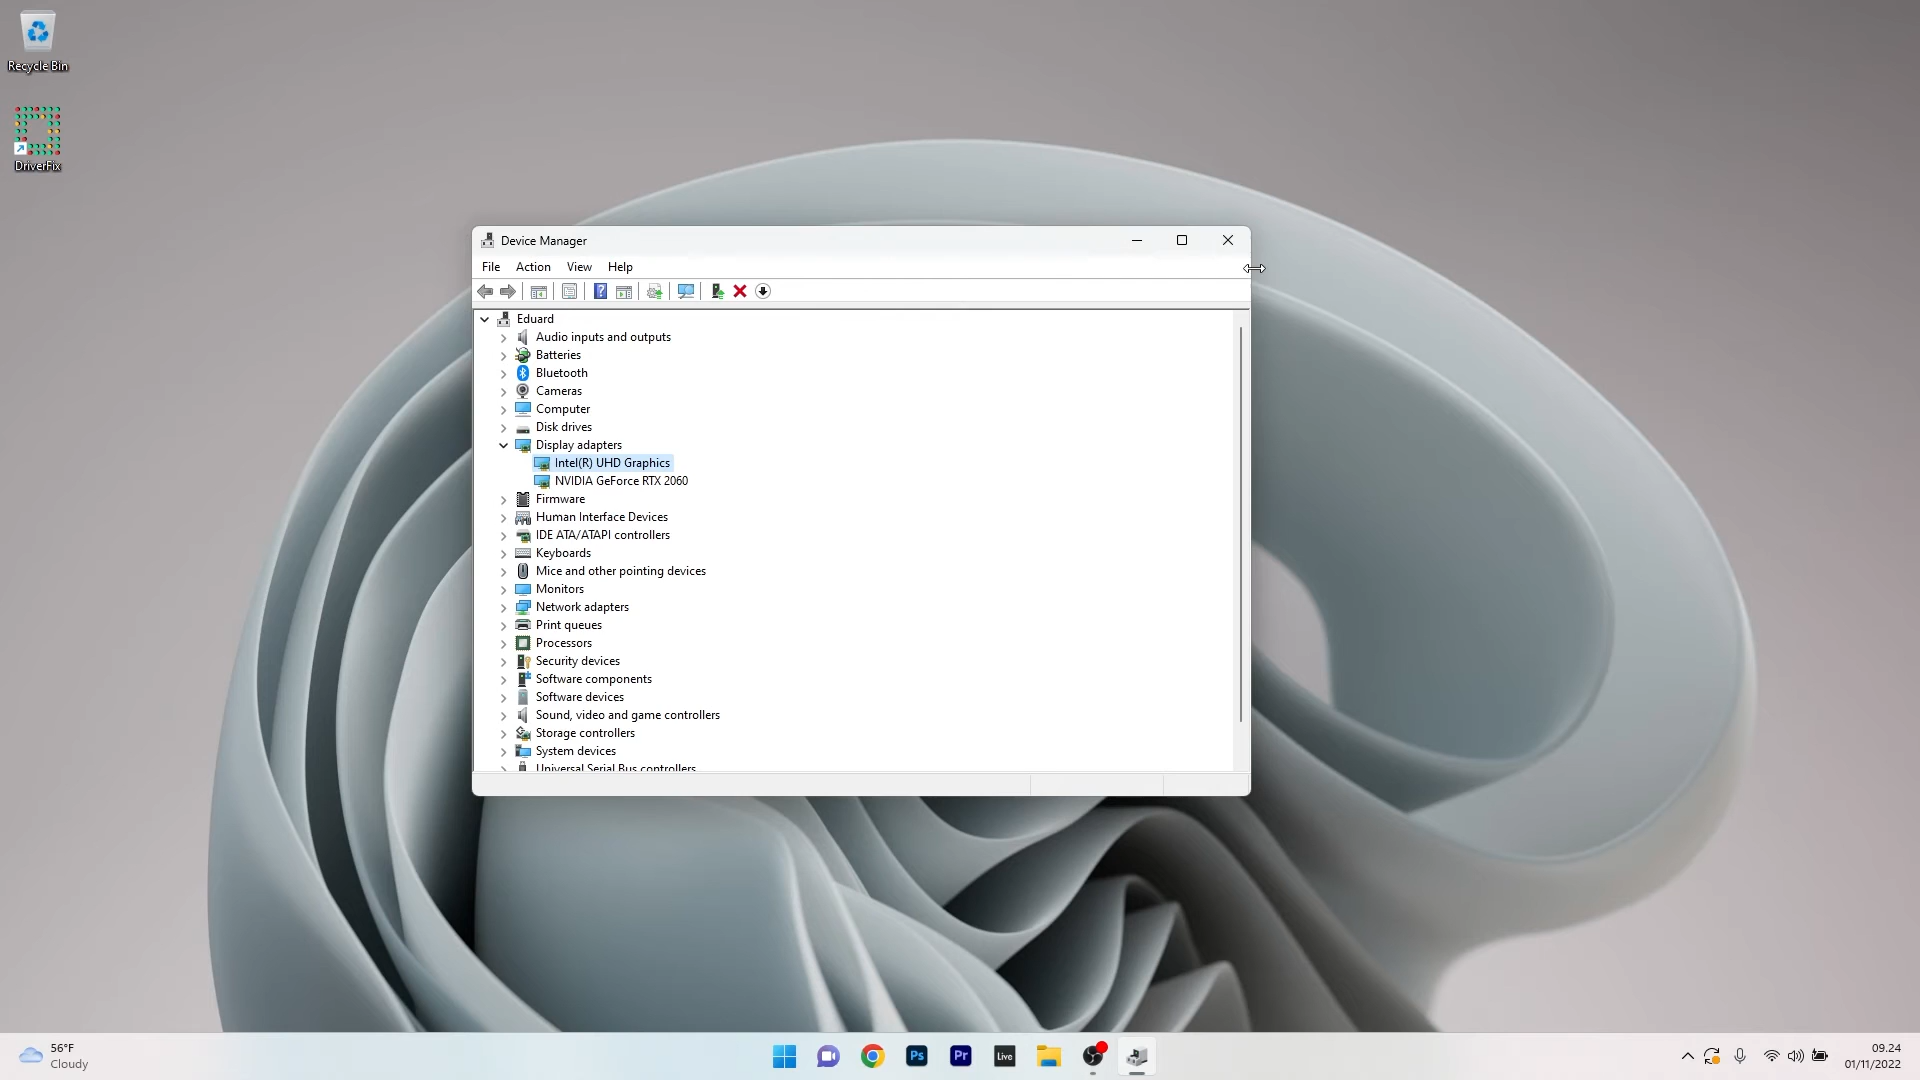 Recycle Bin
DriverFix
Device Manager
File Action View Help
Eduard
Audio inputs and outputs
Batteries
Bluetooth
Cameras
Computer
Disk drives
Display adapters
Intel(R) UHD Graphics
NVIDIA GeForce RTX 2060
Firmware
Human Interface Devices
IDE ATA/ATAPI controllers
Keyboards
Mice and other pointing devices
Monitors
Network adapters
Print queues
Processors
Security devices
Software components
Software devices
Sound, video and game controllers
Storage controllers
System devices
Universal Serial Bus controllers
56°F
Cloudy
Ps
Pr
Live
09.24
01/11/2022